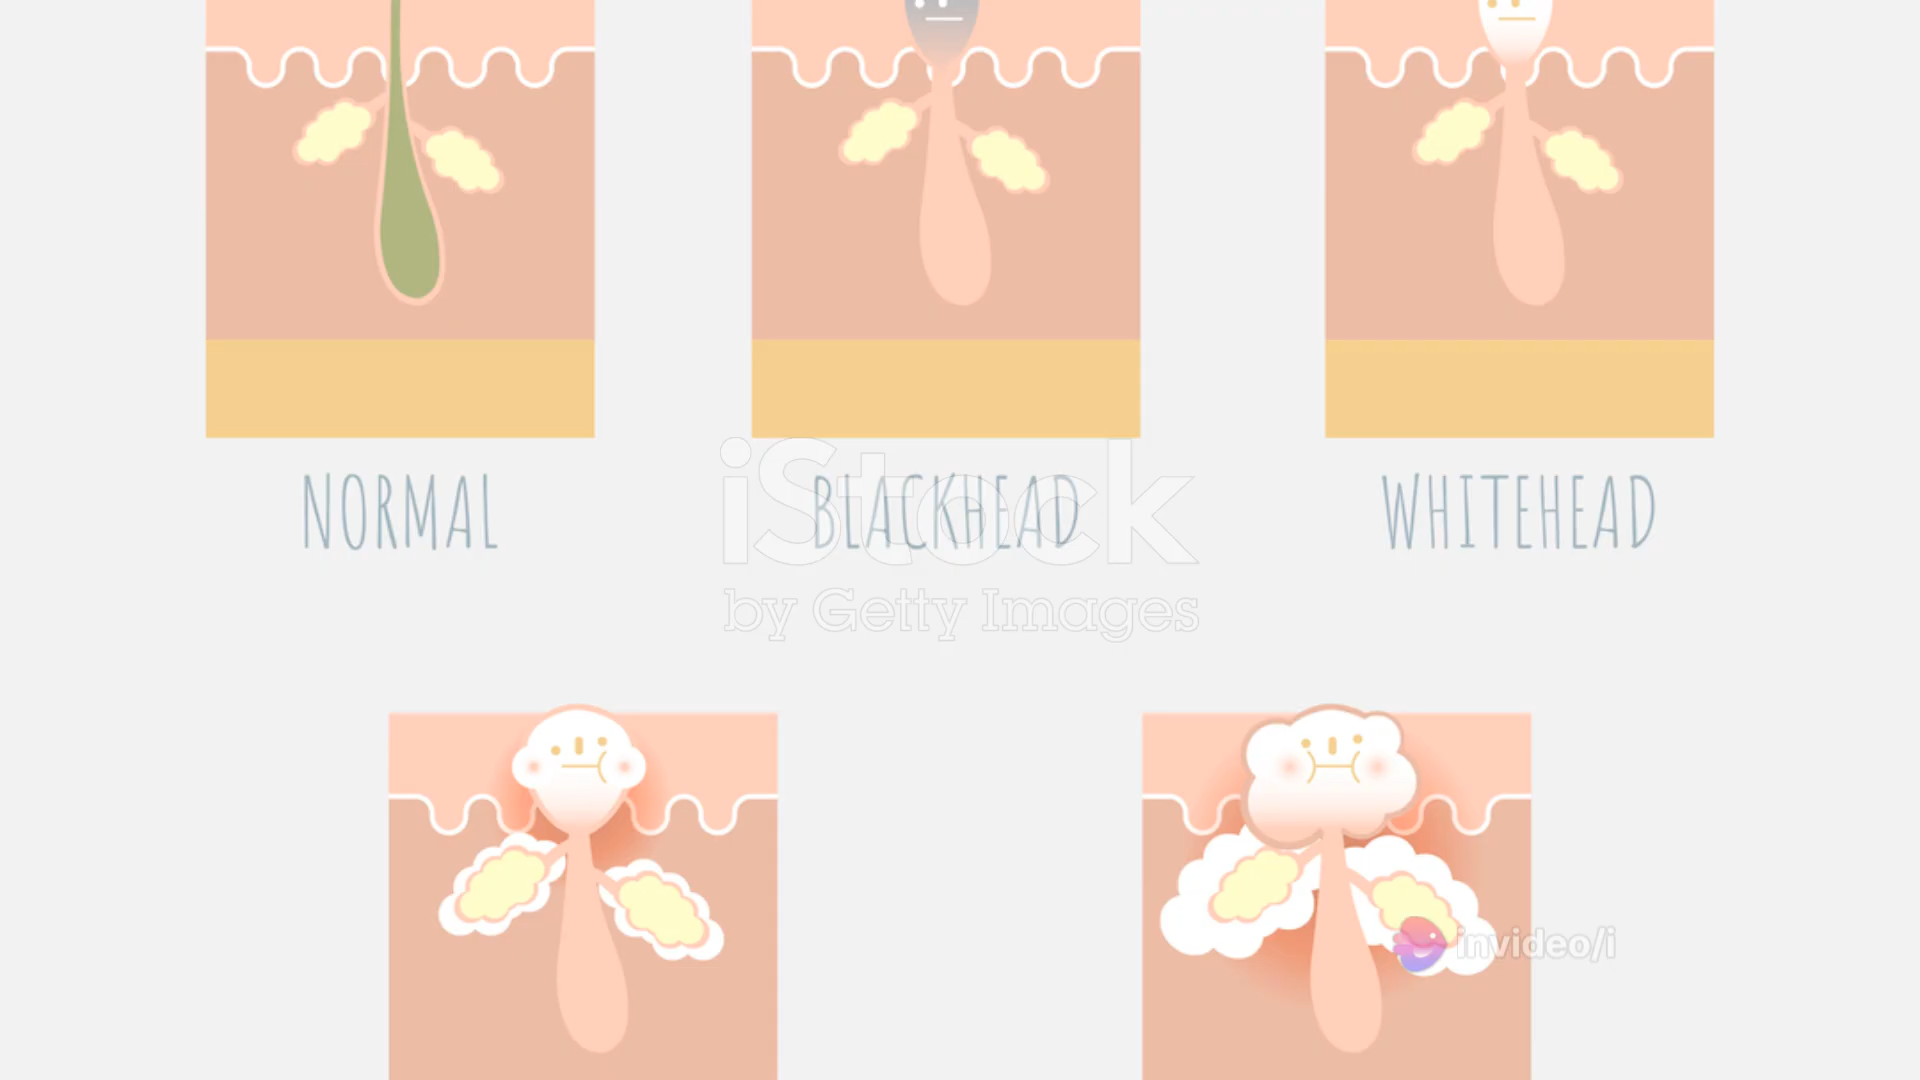 NORMAL
BLACKHEAD
WHITEHEAD
iStock
by Getty Images
invideo/i